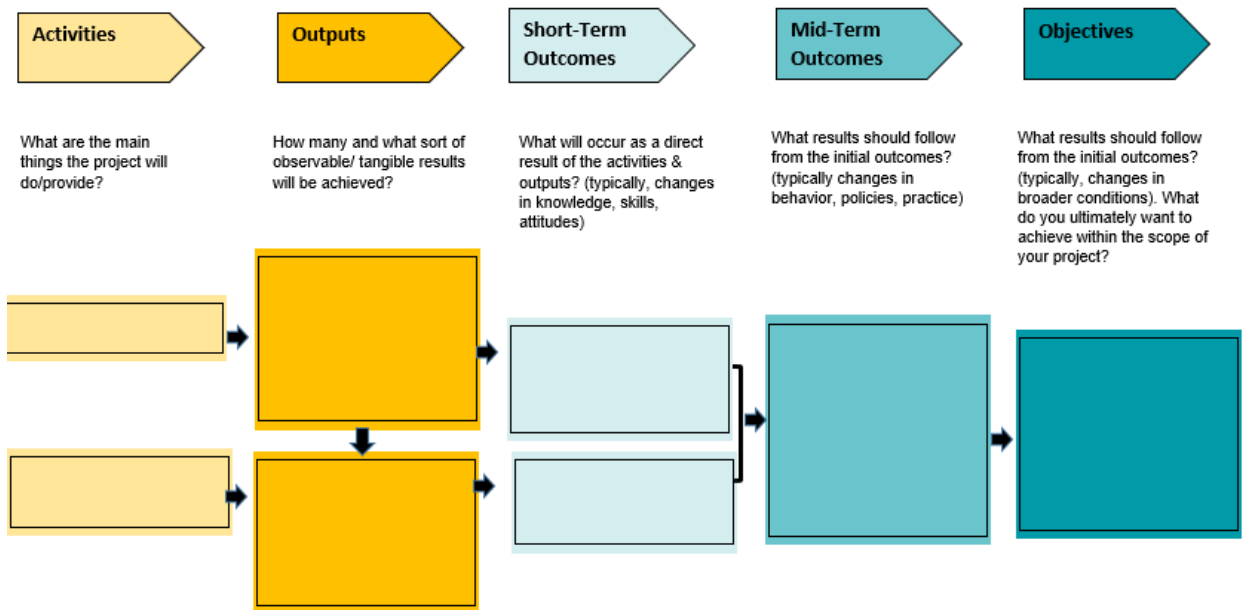 Activities
Outputs
Short-Term
Outcomes
Mid-Term
Outcomes
Objectives
What are the main
things the project will
do/provide?
How many and what sort of
observable/ tangible results
will be achieved?
What will occur as a direct
result of the activities &
outputs? (typically, changes
in knowledge, skills,
attitudes)
What results should follow
from the initial outcomes?
(typically changes in
behavior, policies, practice)
What results should follow
from the initial outcomes?
(typically, changes in
broader conditions). What
do you ultimately want to
achieve within the scope of
your project?